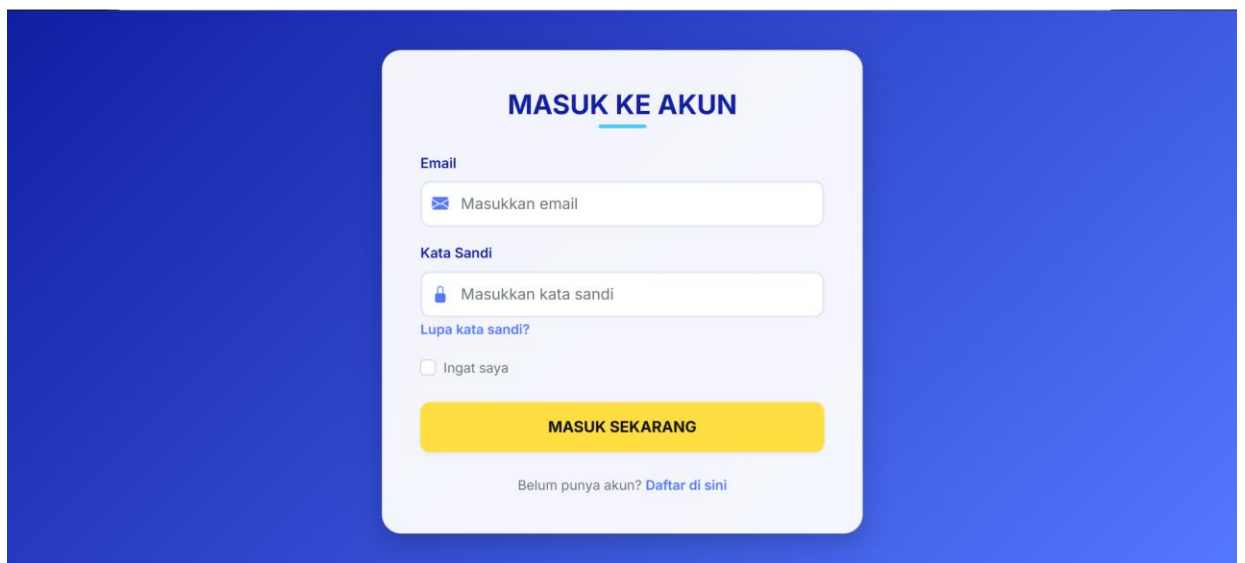 MASUK KE AKUN
Email
Masukkan email
Kata Sandi
Masukkan kata sandi
Lupa kata sandi?
Ingat saya
MASUK SEKARANG
Belum punya akun? Daftar di sini